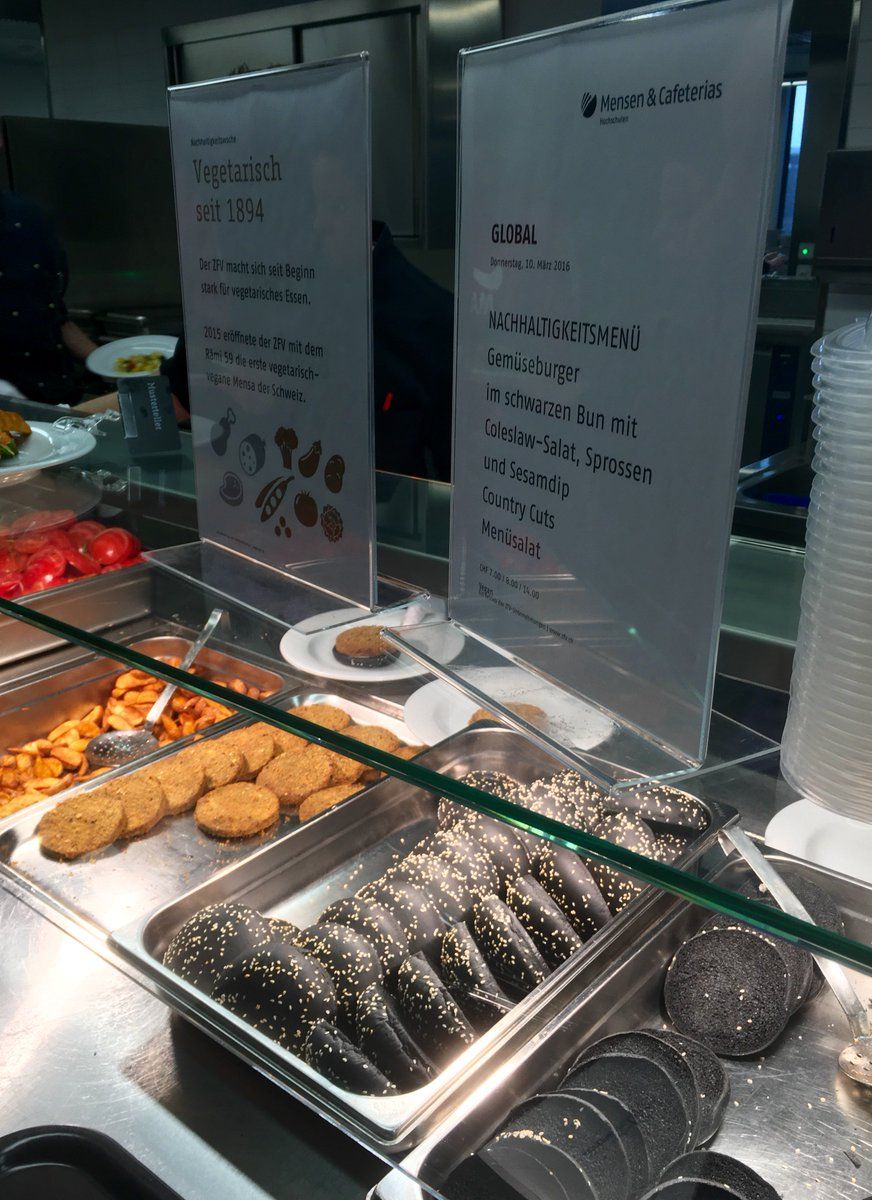 Nachhaltigkeitswoche
Vegetarisch
seit 1894
Der ZFV macht sich seit Beginn
stark für vegetarisches Essen.
2015 eröffnete der ZFV mit dem
Rämi 59 die erste vegetarisch-
vegane Mensa der Schweiz.
Musterteller
Mensen & Cafeterias
Hochschulen
GLOBAL
Donnerstag, 10. März 2016
NACHHALTIGKEITSMENÜ
Gemüseburger
im schwarzen Bun mit
Coleslaw-Salat, Sprossen
und Sesamdip
Country Cuts
Menüsalat
CHF 7.00 / 8.00 / 14.00
Vegan